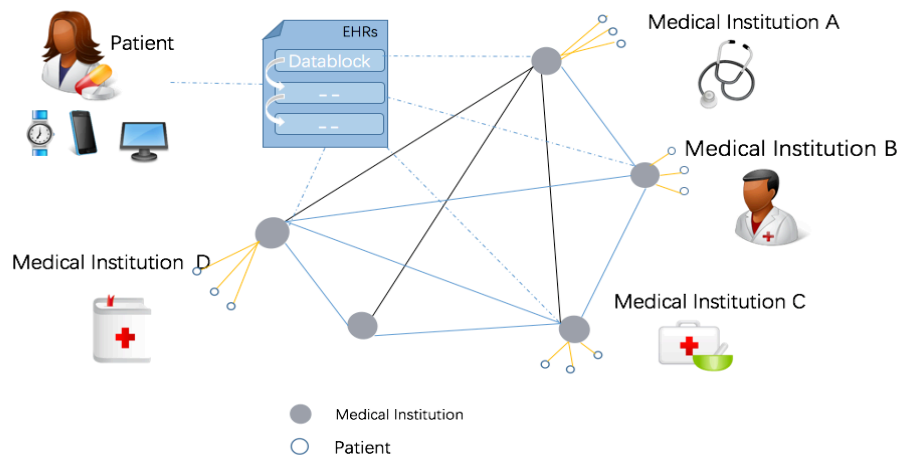 Patient
EHRs
Datablock
-- --
-- --
Medical Institution A
Medical Institution B
Medical Institution D
Medical Institution C
Medical Institution
Patient